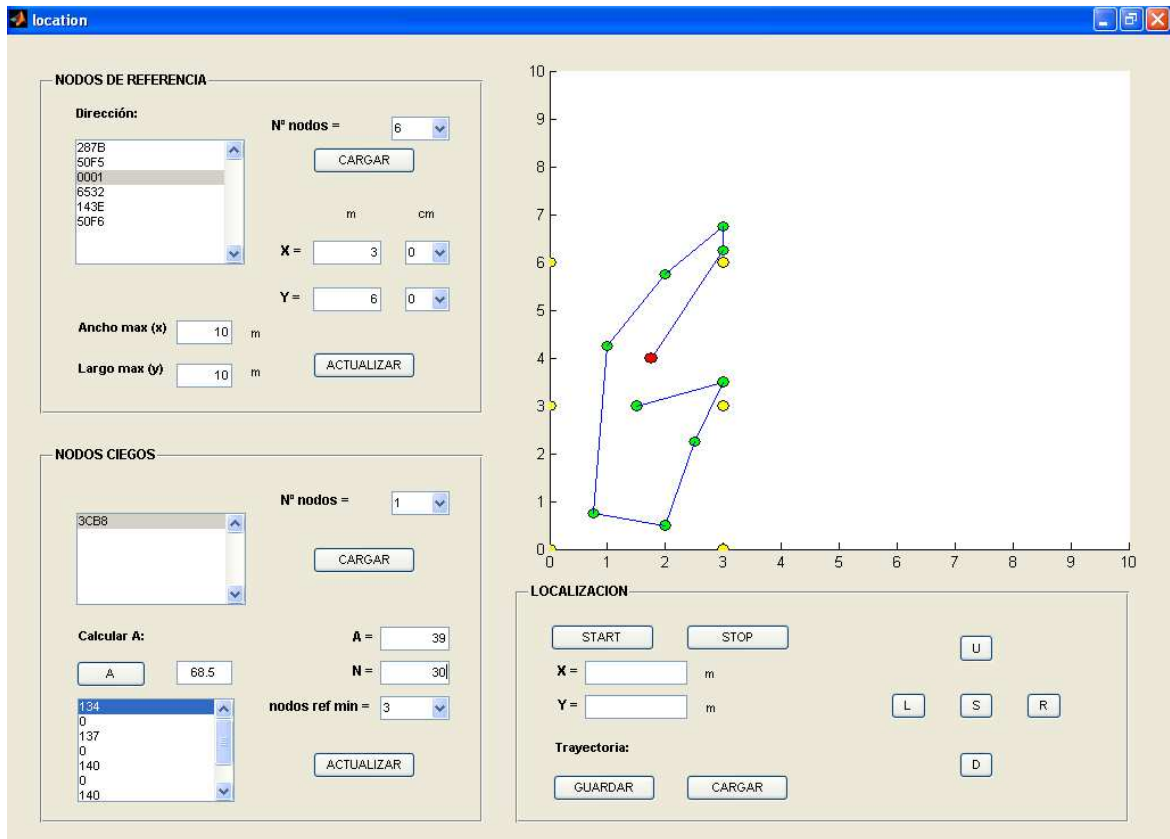 location
NODOS DE REFERENCIA
Dirección:
287B
50F5
0001
6532
143E
50F6
Nº nodos = 6
CARGAR
m cm
X = 3 0
Y = 6 0
Ancho max (x) 10 m
Largo max (y) 10 m
ACTUALIZAR
NODOS CIEGOS
3CB8
Nº nodos = 1
CARGAR
Calcular A:
A 68.5
134
0
137
0
140
0
140
A = 39
N = 30
nodos ref min = 3
ACTUALIZAR
10
9
8
7
6
5
4
3
2
1
0
0 1 2 3 4 5 6 7 8 9 10
LOCALIZACION
START STOP
X = m
Y = m
Trayectoria:
GUARDAR CARGAR
U
L S R
D